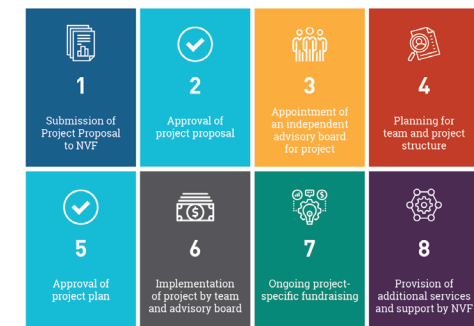 1
Submission of
Project Proposal
to NVF
2
Approval of
project proposal
3
Appointment of
an independent
advisory board
for project
4
Planning for
team and project
structure
5
Approval of
project plan
6
Implementation
of project by team
and advisory board
7
Ongoing project-
specific fundraising
8
Provision of
additional services
and support by NVF